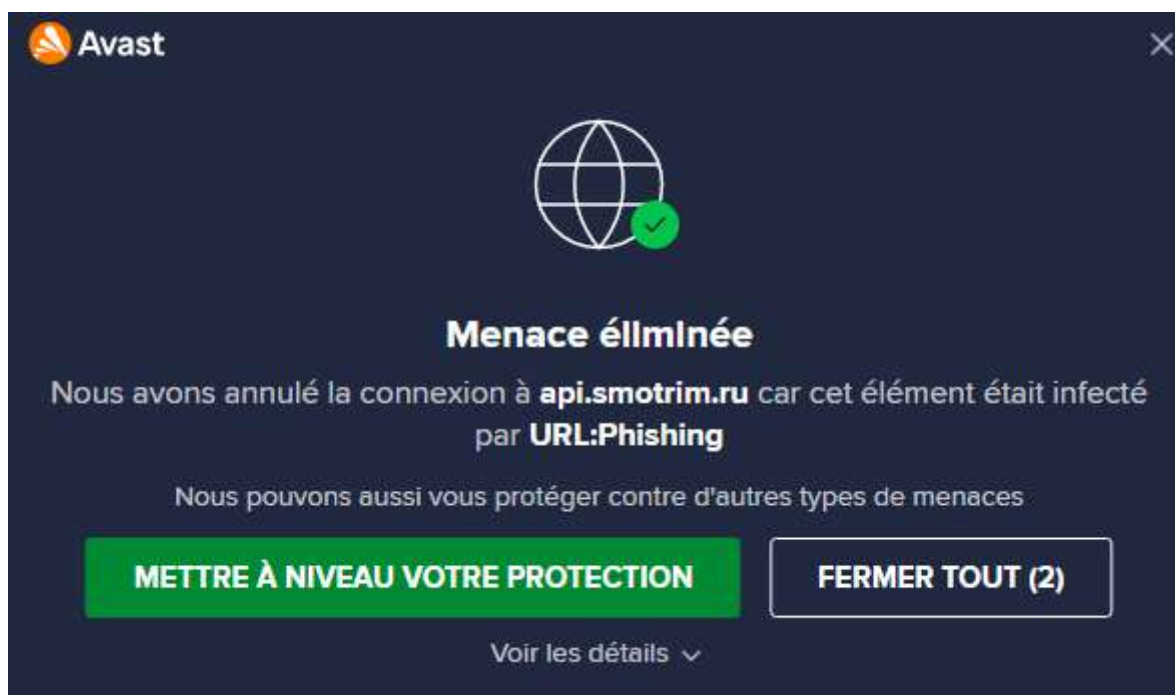 Avast
Menace éliminée
Nous avons annulé la connexion à api.smotrim.ru car cet élément était infecté
par URL:Phishing
Nous pouvons aussi vous protéger contre d'autres types de menaces
METTRE À NIVEAU VOTRE PROTECTION
FERMER TOUT (2)
Voir les détails